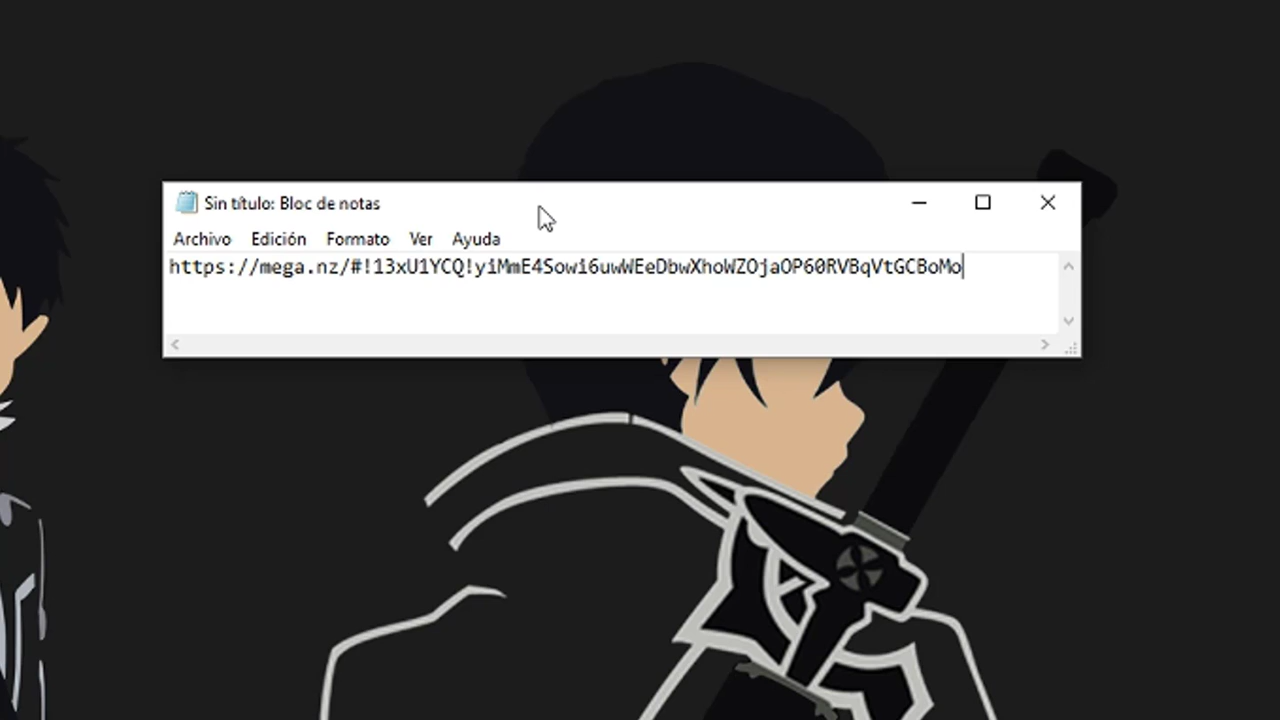 Sin título: Bloc de notas
Archivo Edición Formato Ver Ayuda
https://mega.nz/#!13xU1YCQ!yiMmE4Sowi6uwWEeDbwXhoWZOjaOP60RVBqVtGCBoMo